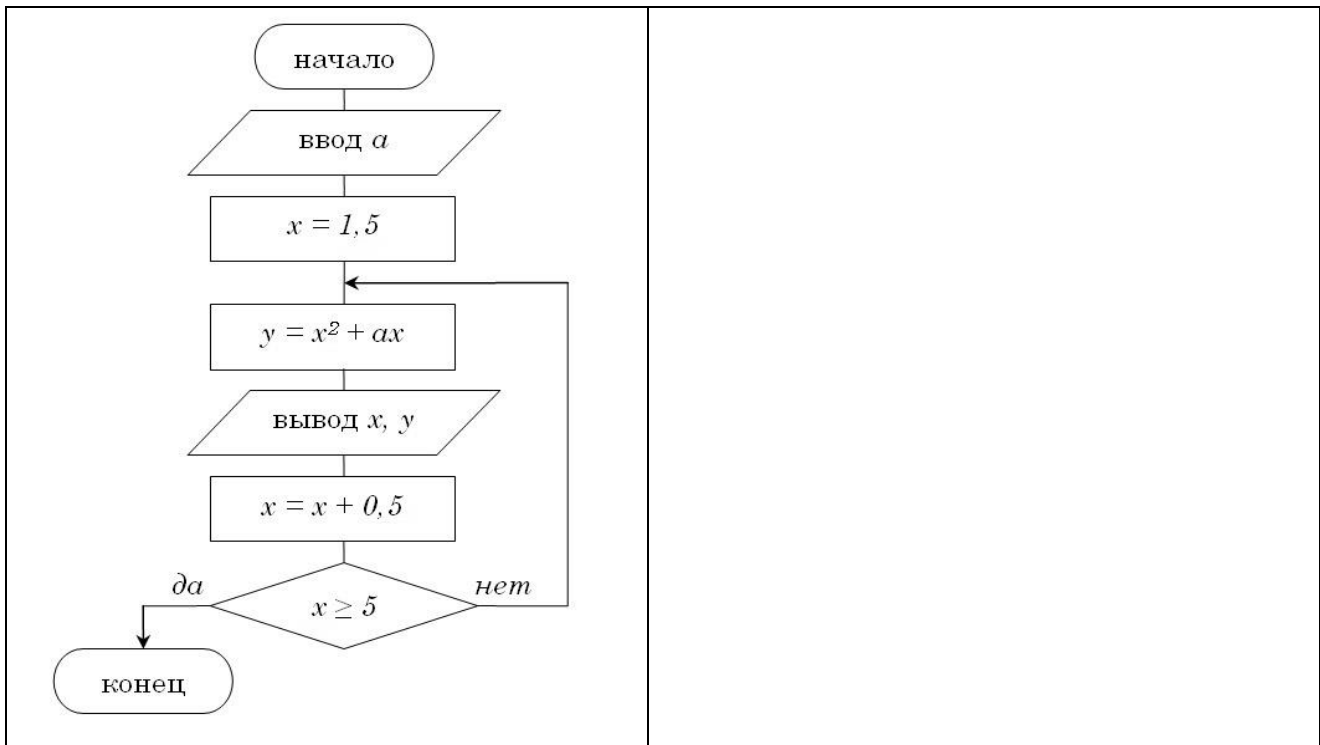 начало
ввод a
x = 1,5
y = x² + ax
вывод x, y
x = x + 0,5
да
нет
x ≥ 5
конец